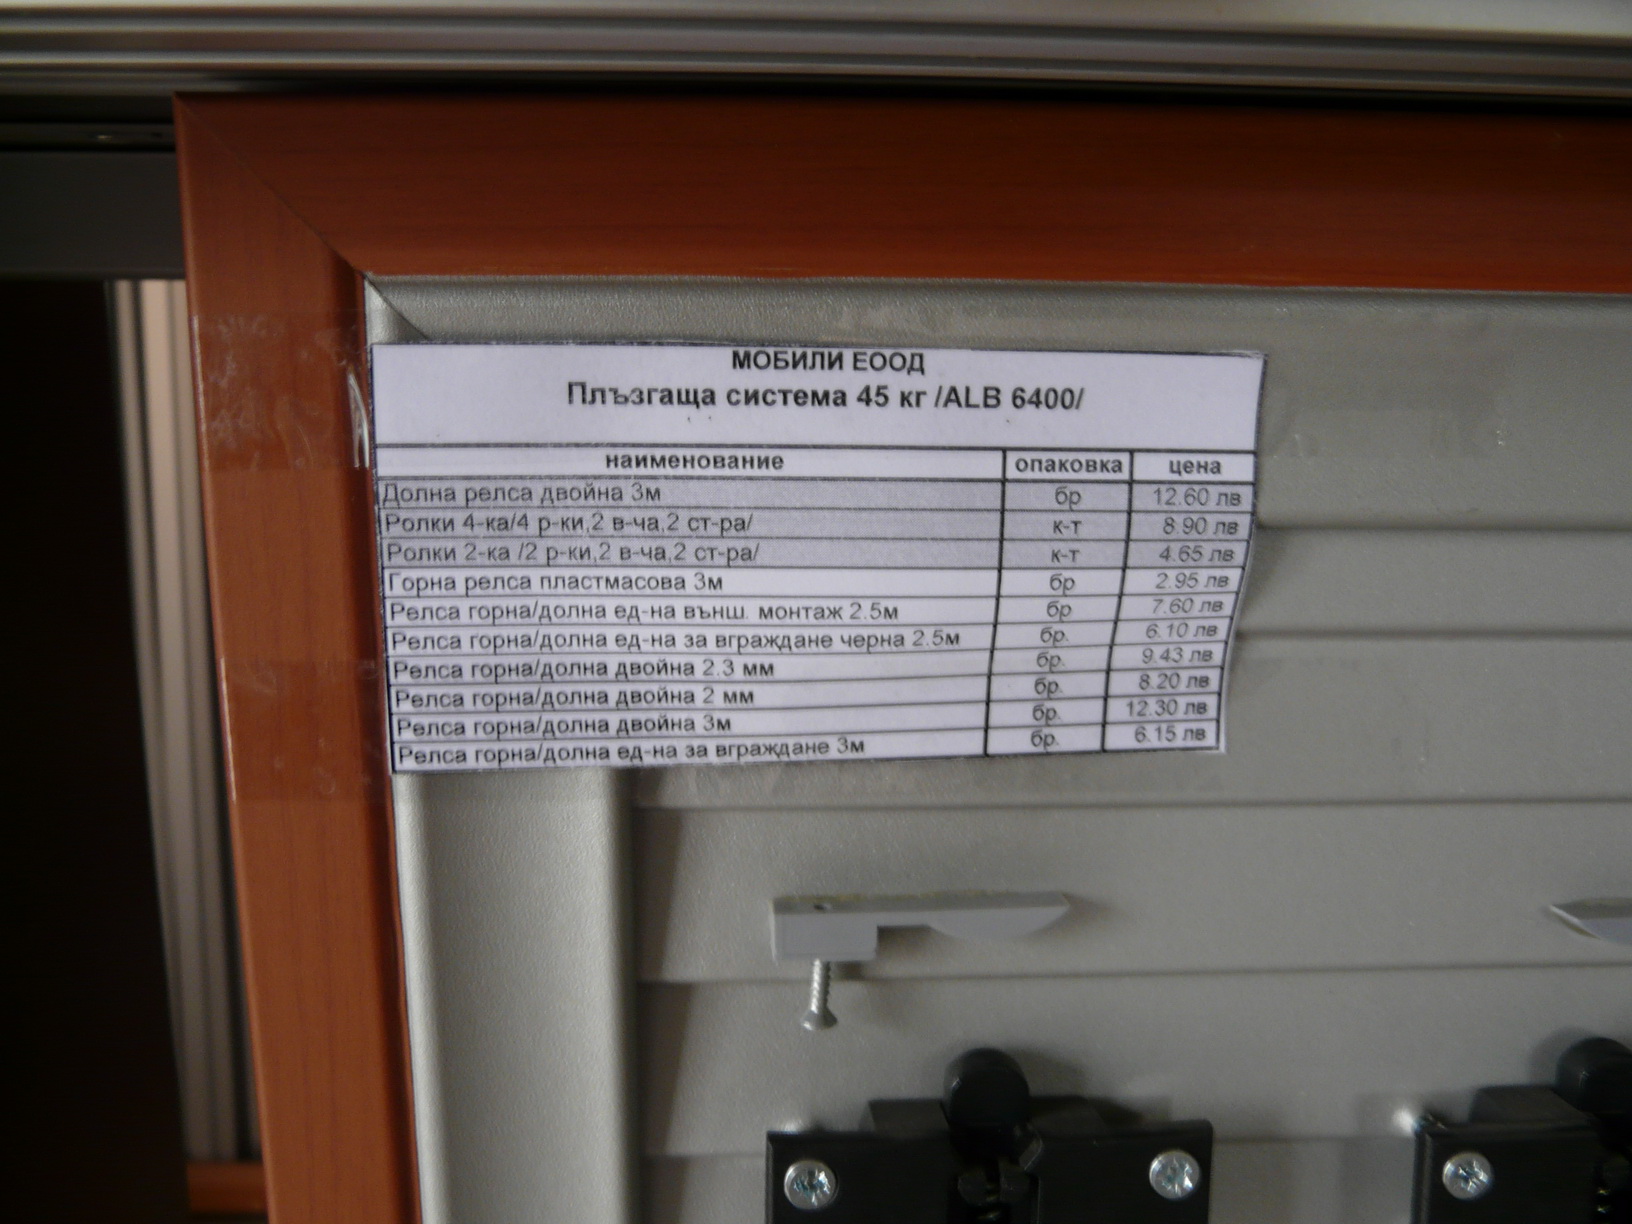 МОБИЛИ ЕООД
Плъзгаща система 45 кг /ALB 6400/
наименование опаковка цена
Долна релса двойна 3м бр 12.60 лв
Ролки 4-ка/4 р-ки,2 в-ча,2 ст-ра/ к-т 8.90 лв
Ролки 2-ка /2 р-ки,2 в-ча,2 ст-ра/ к-т 4.65 лв
Горна релса пластмасова 3м бр 2.95 лв
Релса горна/долна ед-на външ. монтаж 2.5м бр 7.60 лв
Релса горна/долна ед-на за вграждане черна 2.5м бр. 6.10 лв
Релса горна/долна двойна 2.3 мм бр. 9.43 лв
Релса горна/долна двойна 2 мм бр. 8.20 лв
Релса горна/долна двойна 3м бр. 12.30 лв
Релса горна/долна ед-на за вграждане 3м бр. 6.15 лв